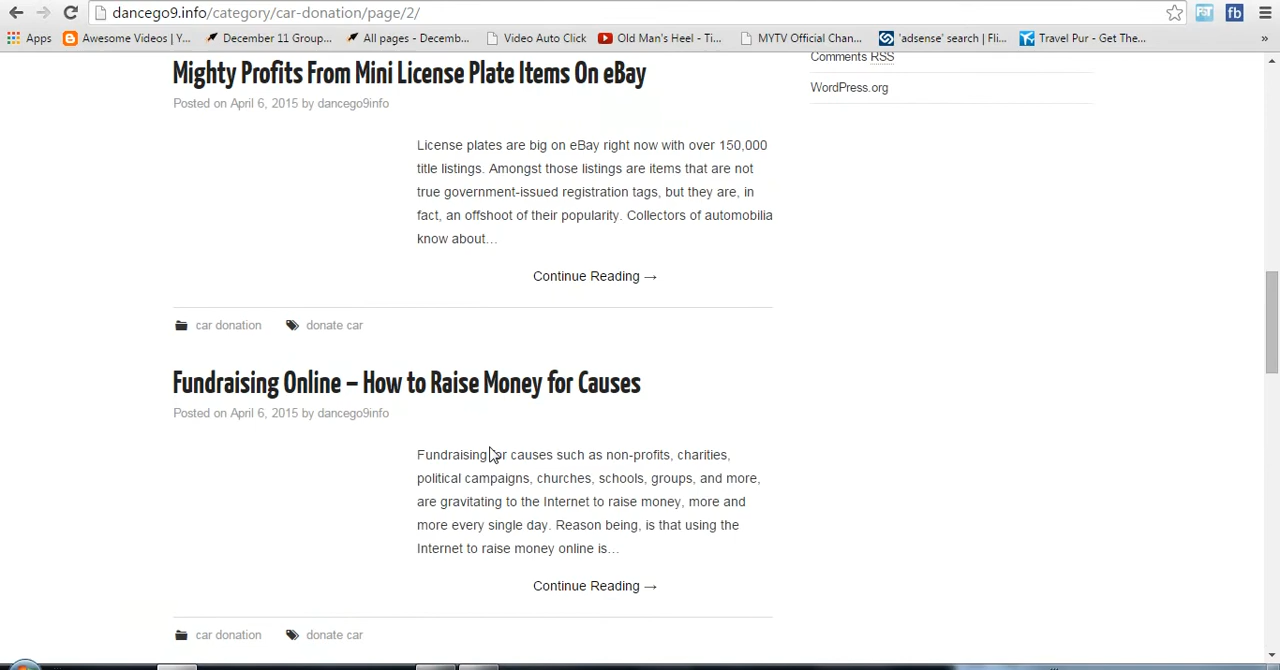 dancego9.info/category/car-donation/page/2/
fb
Apps
Awesome Videos | Y...
December 11 Group...
All pages - Decemb...
Video Auto Click
Old Man's Heel - Ti...
MYTV Official Chan...
'adsense' search | Fli...
Travel Pur - Get The...
»
Mighty Profits From Mini License Plate Items On eBay
Posted on April 6, 2015 by dancego9info
License plates are big on eBay right now with over 150,000
title listings. Amongst those listings are items that are not
true government-issued registration tags, but they are, in
fact, an offshoot of their popularity. Collectors of automobilia
know about…
Continue Reading →
car donation
donate car
Fundraising Online – How to Raise Money for Causes
Posted on April 6, 2015 by dancego9info
Fundraising for causes such as non-profits, charities,
political campaigns, churches, schools, groups, and more,
are gravitating to the Internet to raise money, more and
more every single day. Reason being, is that using the
Internet to raise money online is…
Continue Reading →
car donation
donate car
Comments RSS
WordPress.org